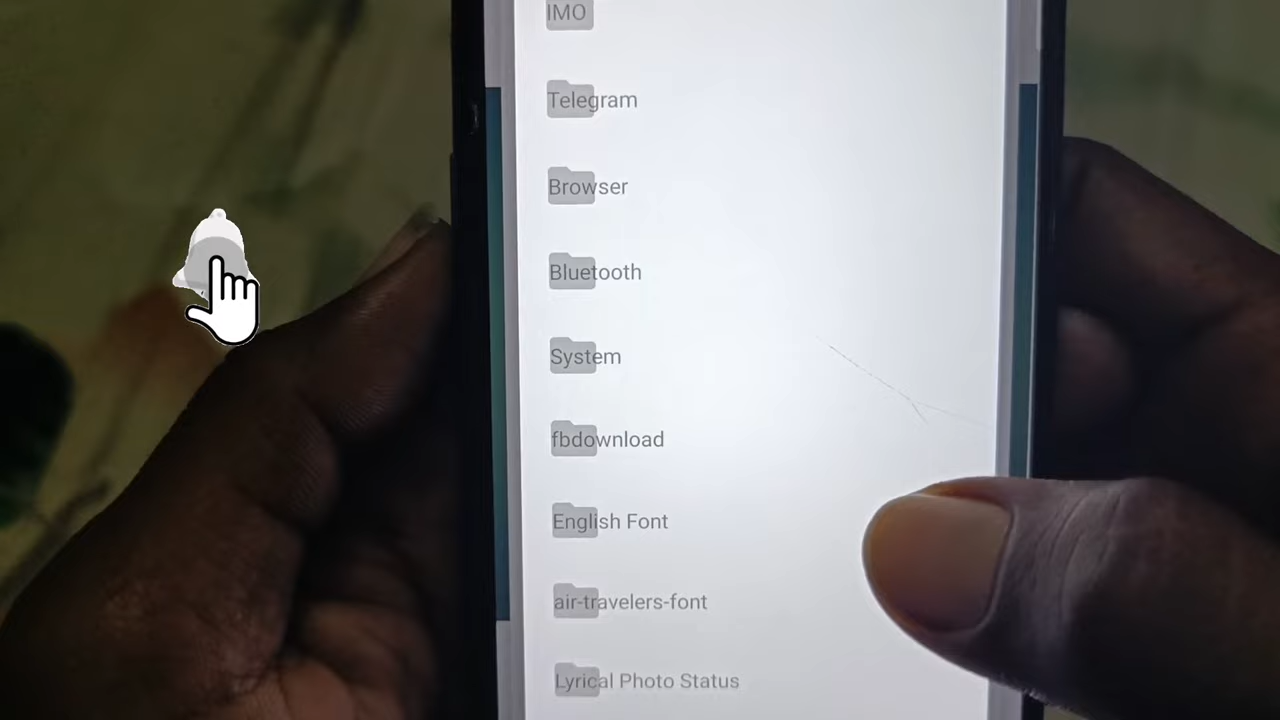 IMO
Telegram
Browser
Bluetooth
System
fbdownload
English Font
air-travelers-font
Lyrical Photo Status